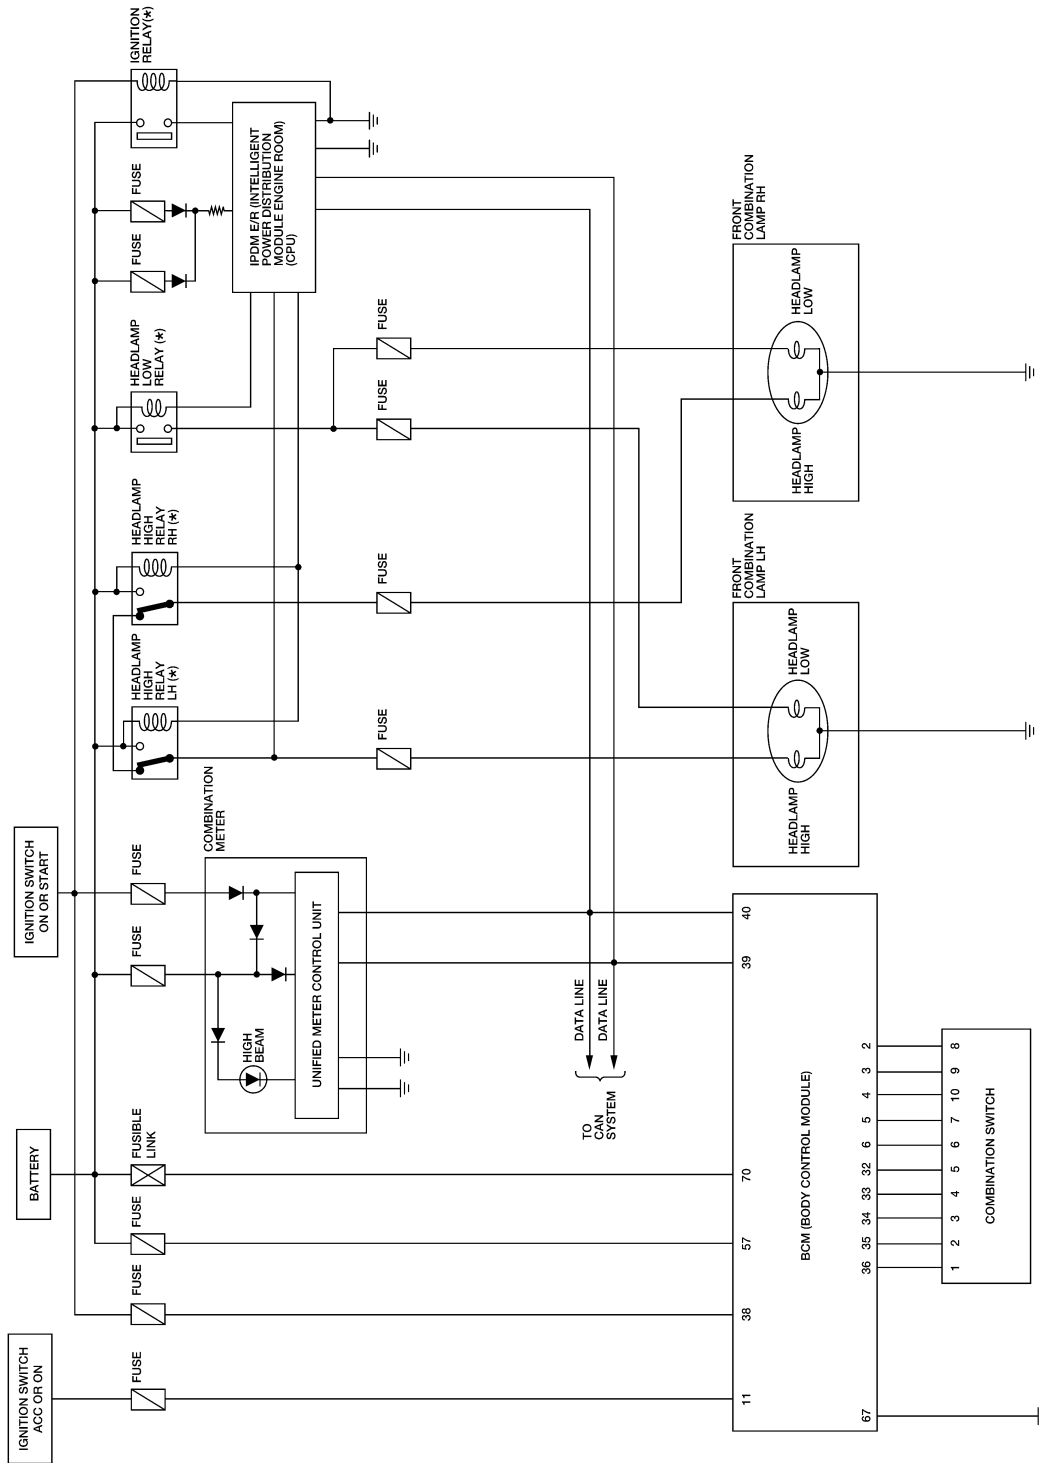 IGNITION SWITCH
ACC OR ON
BATTERY
IGNITION SWITCH
ON OR START
FUSE
FUSE
FUSE
FUSIBLE
LINK
FUSE
FUSE
HEADLAMP
HIGH
RELAY
LH (*)
HEADLAMP
HIGH
RELAY
RH (*)
HEADLAMP
LOW
RELAY (*)
FUSE
FUSE
IGNITION
RELAY(*)
COMBINATION
METER
HIGH
BEAM
UNIFIED METER CONTROL UNIT
IPDM E/R (INTELLIGENT
POWER DISTRIBUTION
MODULE ENGINE ROOM)
(CPU)
FUSE
FUSE
FUSE
FUSE
TO
CAN
SYSTEM
DATA LINE
DATA LINE
11
38
57
70
39
40
FRONT
COMBINATION
LAMP LH
HEADLAMP
HIGH
HEADLAMP
LOW
FRONT
COMBINATION
LAMP RH
HEADLAMP
HIGH
HEADLAMP
LOW
BCM (BODY CONTROL MODULE)
67
36
35
34
33
32
6
5
4
3
2
1
2
3
4
5
6
7
10
9
8
COMBINATION SWITCH